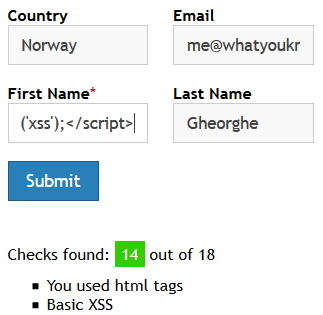 Country Email
Norway me@whatyoukr
First Name* Last Name
('xss');</script> Gheorghe
Submit
Checks found: 14 out of 18
You used html tags
Basic XSS